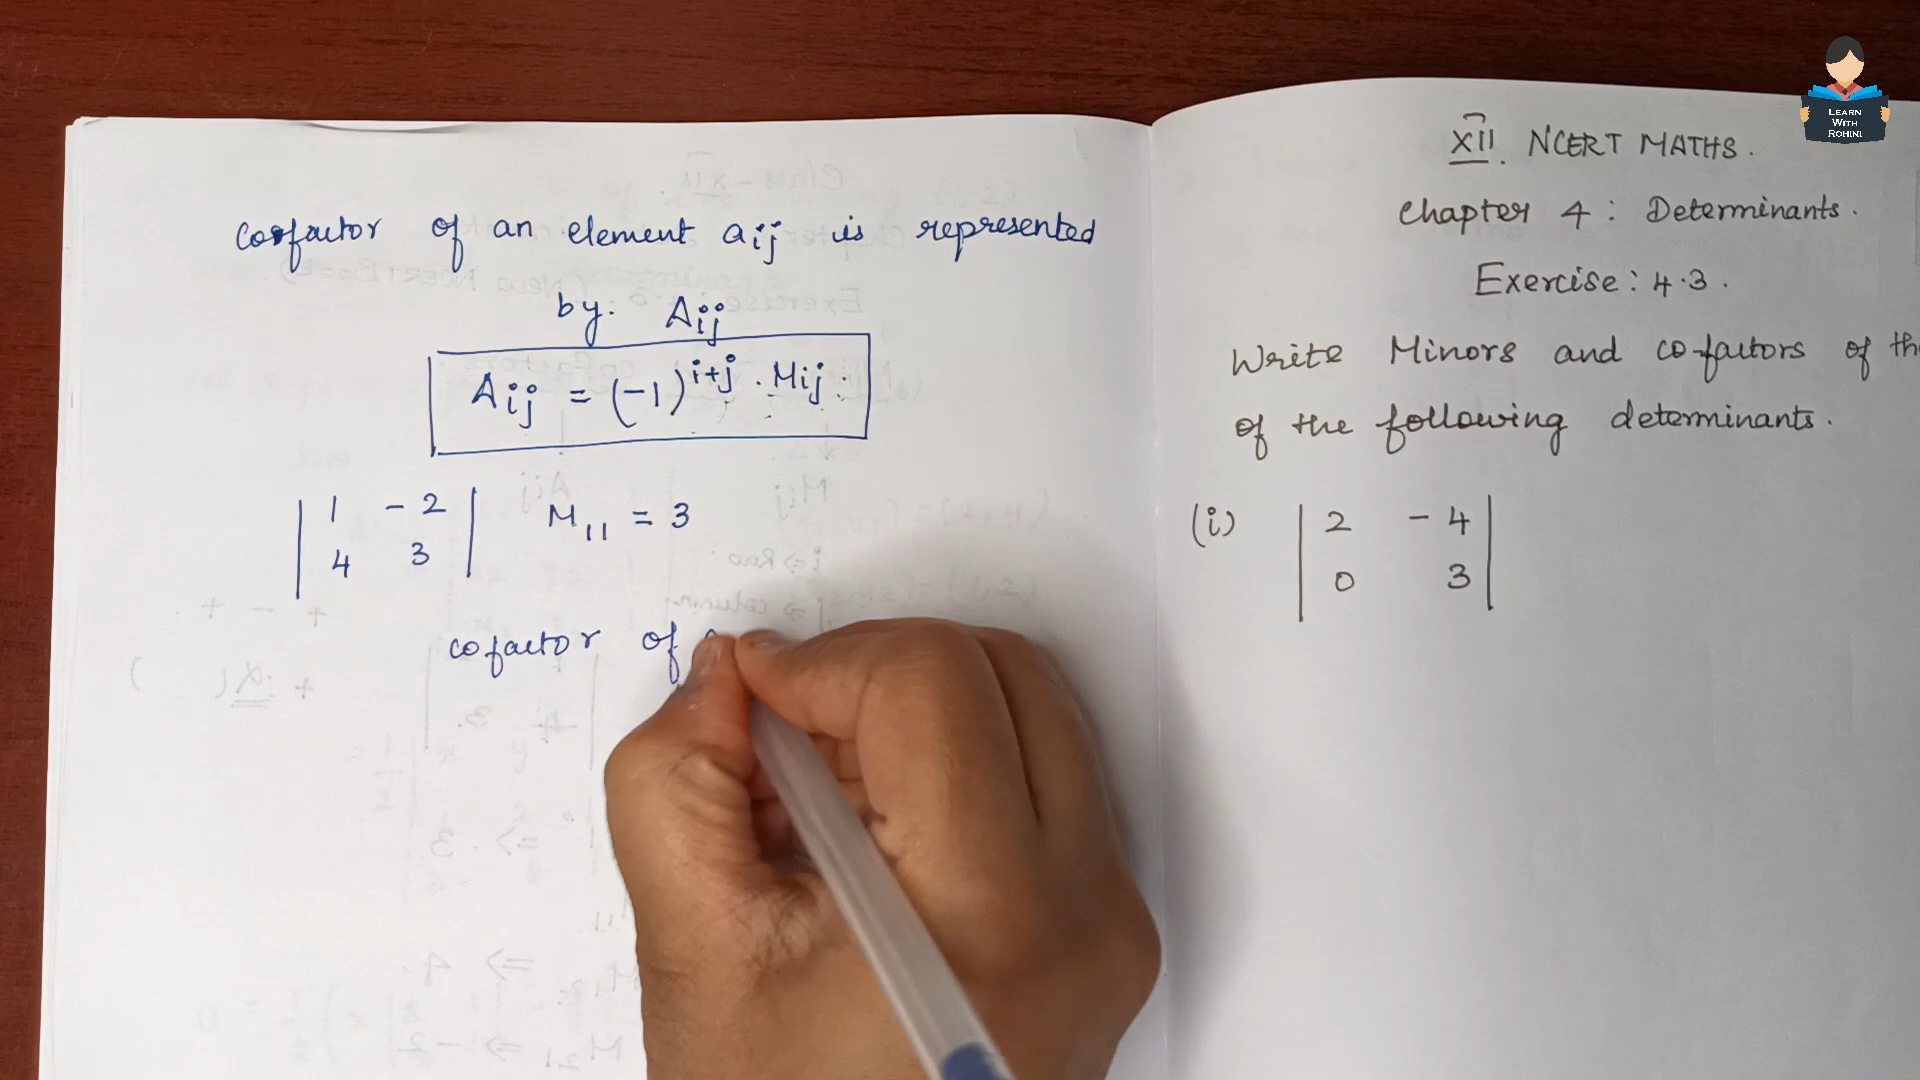 cofactor of an element aij is represented
by: Aij
Aij = (-1)^i+j . Mij.
1 - 2
4 3
M11 = 3
cofactor of
XII. NCERT MATHS.
Chapter 4 : Determinants.
Exercise: 4.3.
Write Minors and co-factors of the
of the following determinants.
(i) 2 - 4
0 3
LEARN
WITH
ROHINI